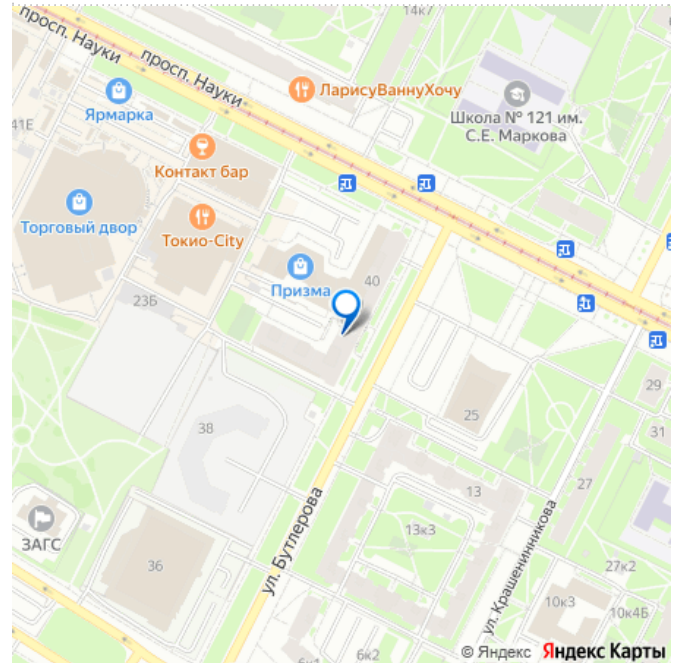 14к7
просп. Науки
просп. Науки
ЛарисуВаннуХочу
Ярмарка
Школа № 121 им.
С.Е. Маркова
41Е
Контакт бар
Торговый двор
Токио-City
40
Призма
23Б
29
25
31
38
27
13
ул. Бутлерова
13к3
ЗАГС
ул. Крашенинникова
36
27к2
10к3
10к4Б
6к2
© Яндекс Яндекс Карты